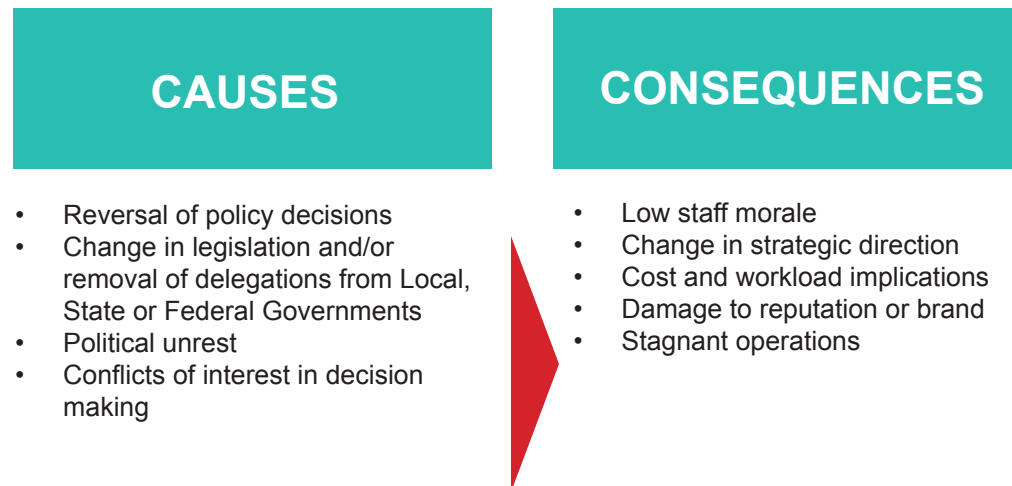 CAUSES
• Reversal of policy decisions
• Change in legislation and/or
removal of delegations from Local,
State or Federal Governments
• Political unrest
• Conflicts of interest in decision
making
CONSEQUENCES
• Low staff morale
• Change in strategic direction
• Cost and workload implications
• Damage to reputation or brand
• Stagnant operations